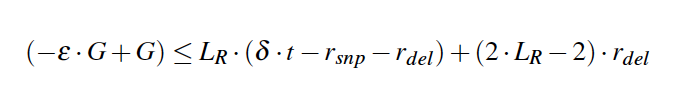 (−ε · G + G) ≤ L_R · (δ · t − r_snp − r_del) + (2 · L_R − 2) · r_del